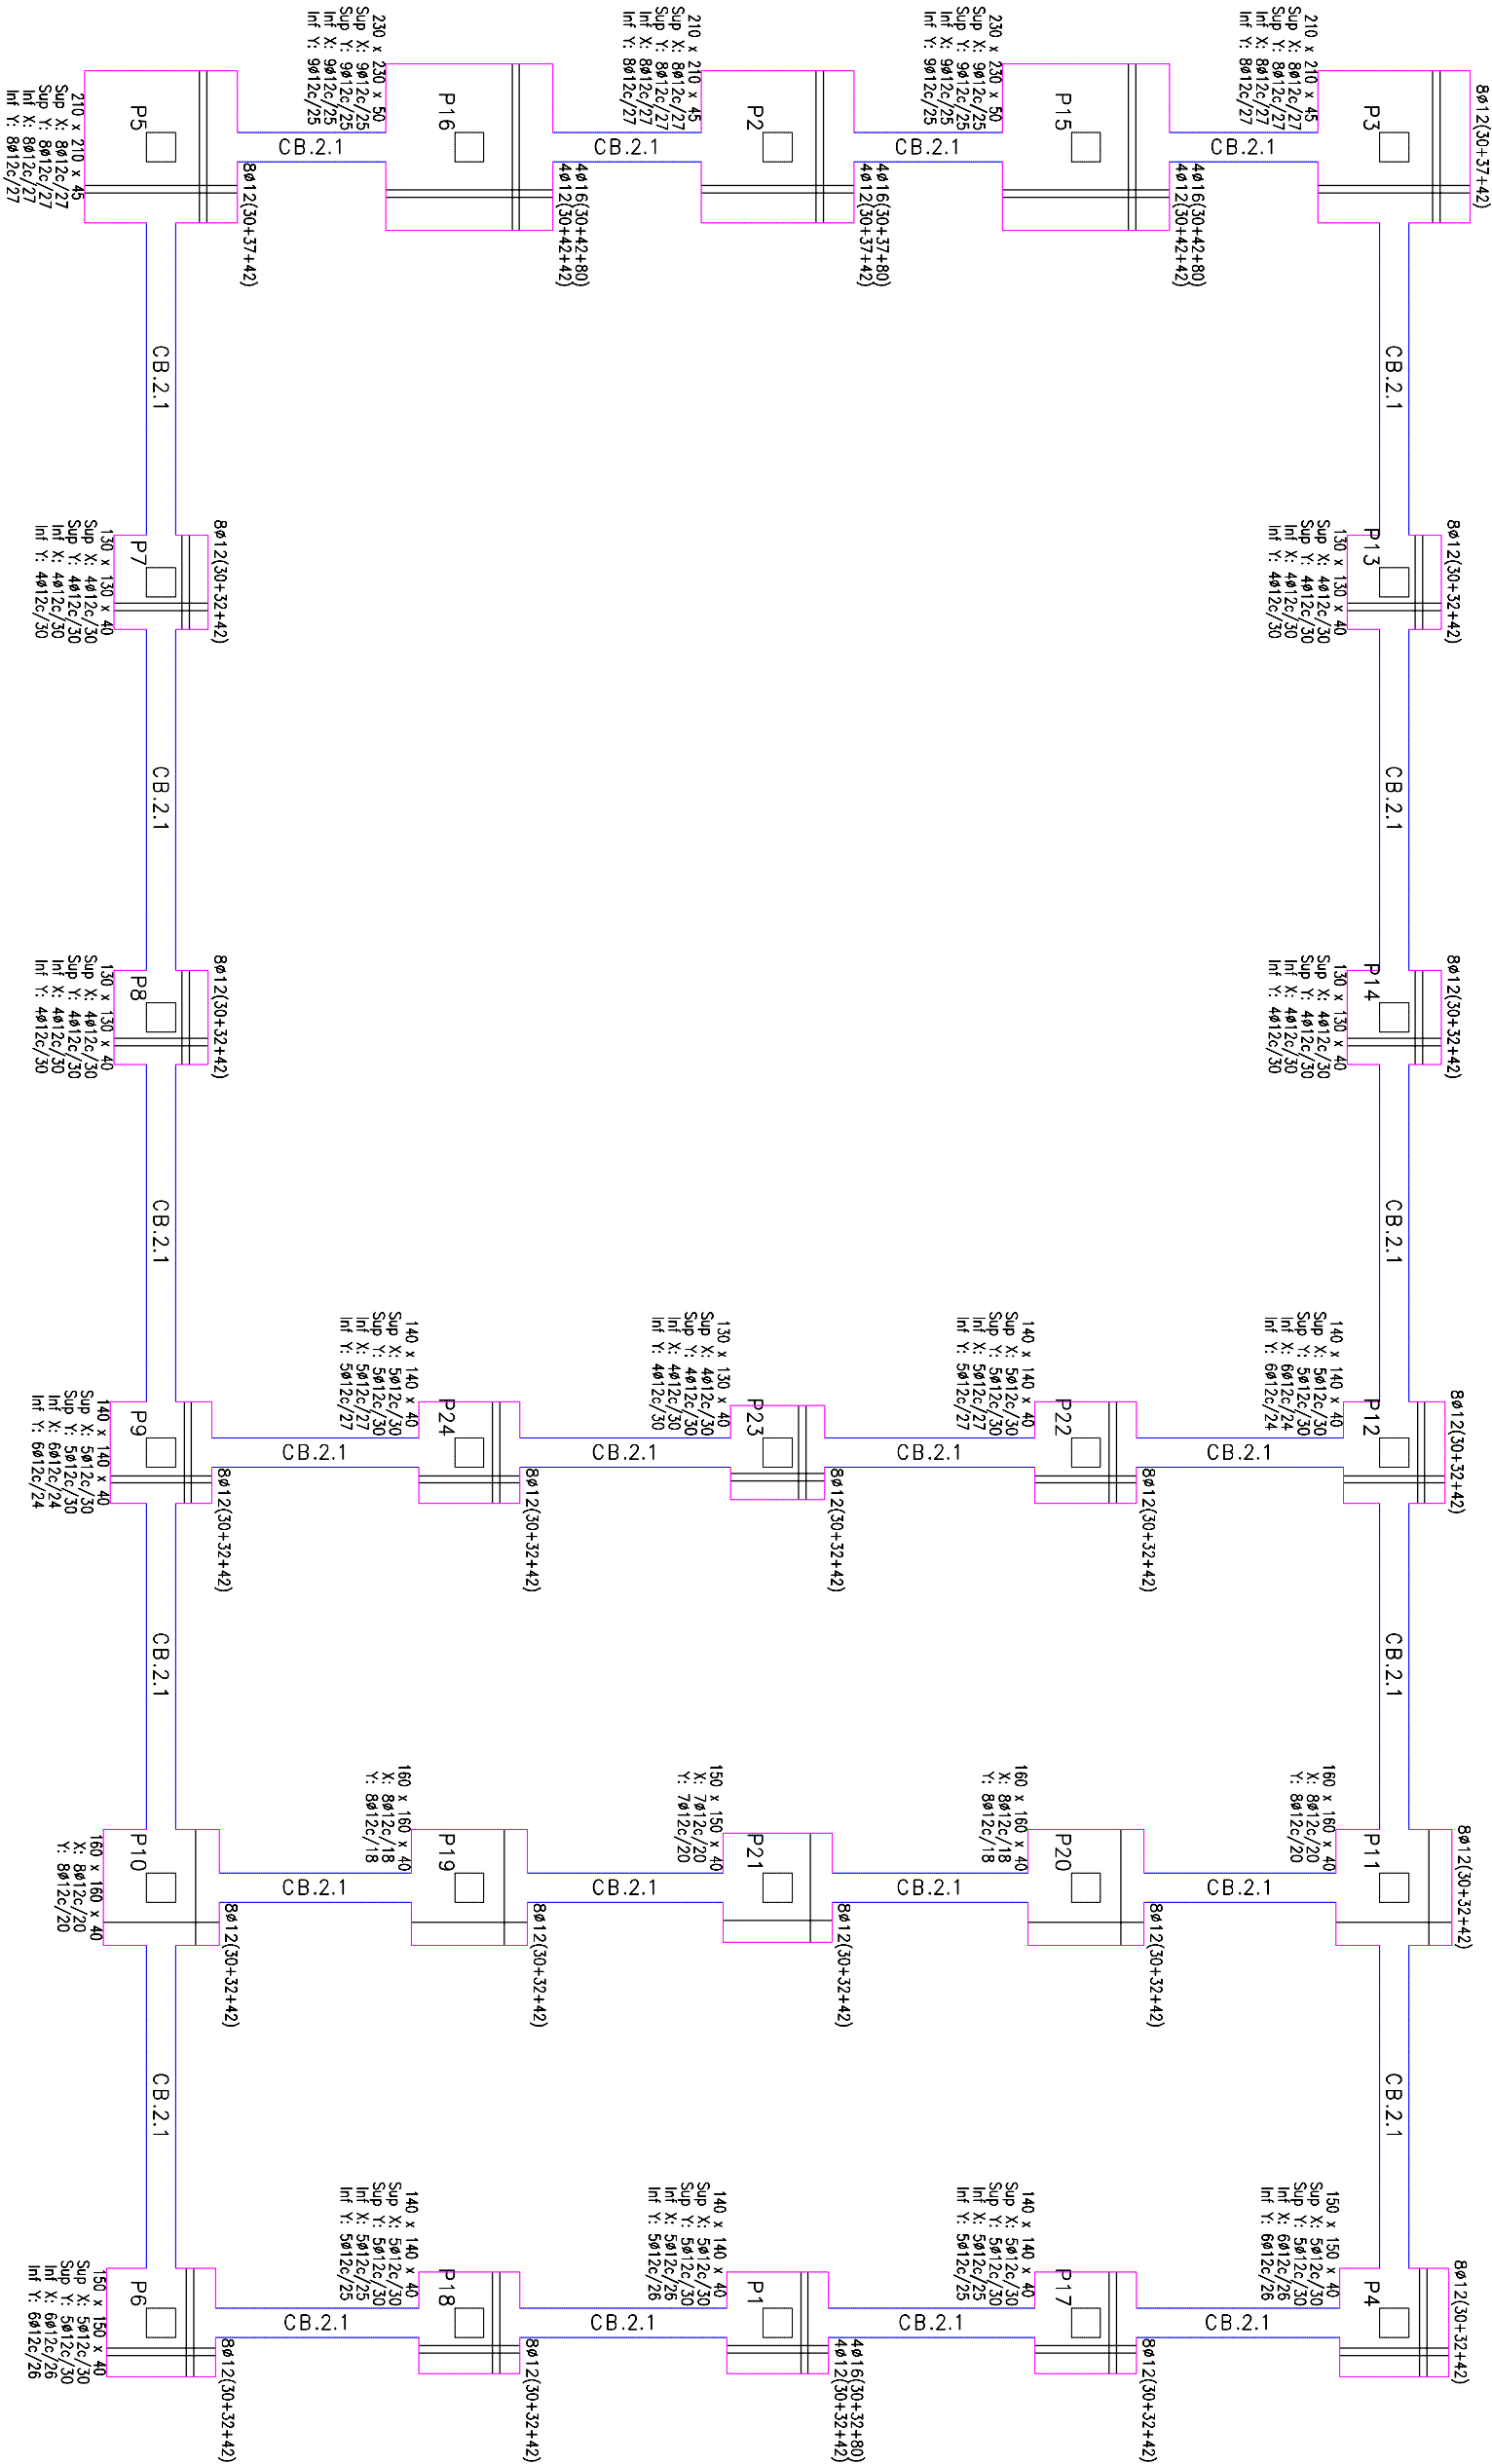 8ø12(30+37+42)
P3
210 x 210 x 45
Sup X: 8ø12c/27
Sup Y: 8ø12c/27
Inf X: 8ø12c/27
Inf Y: 8ø12c/27
CB.2.1
4ø16(30+42+80)
4ø12(30+42+42)
P15
230 x 230 x 50
Sup X: 9ø12c/25
Sup Y: 9ø12c/25
Inf X: 9ø12c/25
Inf Y: 9ø12c/25
CB.2.1
4ø16(30+37+80)
4ø12(30+37+42)
P2
210 x 210 x 45
Sup X: 8ø12c/27
Sup Y: 8ø12c/27
Inf X: 8ø12c/27
Inf Y: 8ø12c/27
CB.2.1
4ø16(30+42+80)
4ø12(30+42+42)
P16
230 x 230 x 50
Sup X: 9ø12c/25
Sup Y: 9ø12c/25
Inf X: 9ø12c/25
Inf Y: 9ø12c/25
CB.2.1
8ø12(30+37+42)
P5
210 x 210 x 45
Sup X: 8ø12c/27
Sup Y: 8ø12c/27
Inf X: 8ø12c/27
Inf Y: 8ø12c/27
CB.2.1
CB.2.1
8ø12(30+32+42)
P13
130 x 130 x 40
Sup X: 4ø12c/30
Sup Y: 4ø12c/30
Inf X: 4ø12c/30
Inf Y: 4ø12c/30
8ø12(30+32+42)
P7
130 x 130 x 40
Sup X: 4ø12c/30
Sup Y: 4ø12c/30
Inf X: 4ø12c/30
Inf Y: 4ø12c/30
CB.2.1
CB.2.1
8ø12(30+32+42)
P14
130 x 130 x 40
Sup X: 4ø12c/30
Sup Y: 4ø12c/30
Inf X: 4ø12c/30
Inf Y: 4ø12c/30
8ø12(30+32+42)
P8
130 x 130 x 40
Sup X: 4ø12c/30
Sup Y: 4ø12c/30
Inf X: 4ø12c/30
Inf Y: 4ø12c/30
CB.2.1
CB.2.1
8ø12(30+32+42)
P12
140 x 140 x 40
Sup X: 5ø12c/30
Sup Y: 5ø12c/30
Inf X: 6ø12c/24
Inf Y: 6ø12c/24
CB.2.1
8ø12(30+32+42)
P22
140 x 140 x 40
Sup X: 5ø12c/30
Sup Y: 5ø12c/30
Inf X: 5ø12c/27
Inf Y: 5ø12c/27
CB.2.1
8ø12(30+32+42)
P23
130 x 130 x 40
Sup X: 4ø12c/30
Sup Y: 4ø12c/30
Inf X: 4ø12c/30
Inf Y: 4ø12c/30
CB.2.1
8ø12(30+32+42)
P24
140 x 140 x 40
Sup X: 5ø12c/30
Sup Y: 5ø12c/30
Inf X: 5ø12c/27
Inf Y: 5ø12c/27
CB.2.1
8ø12(30+32+42)
P9
140 x 140 x 40
Sup X: 5ø12c/30
Sup Y: 5ø12c/30
Inf X: 6ø12c/24
Inf Y: 6ø12c/24
CB.2.1
CB.2.1
8ø12(30+32+42)
P11
160 x 160 x 40
X: 8ø12c/20
Y: 8ø12c/20
CB.2.1
8ø12(30+32+42)
P20
160 x 160 x 40
X: 8ø12c/18
Y: 8ø12c/18
CB.2.1
8ø12(30+32+42)
P21
150 x 150 x 40
X: 7ø12c/20
Y: 7ø12c/20
CB.2.1
8ø12(30+32+42)
P19
160 x 160 x 40
X: 8ø12c/18
Y: 8ø12c/18
CB.2.1
8ø12(30+32+42)
P10
160 x 160 x 40
X: 8ø12c/20
Y: 8ø12c/20
CB.2.1
CB.2.1
8ø12(30+32+42)
P4
150 x 150 x 40
Sup X: 5ø12c/30
Sup Y: 5ø12c/30
Inf X: 6ø12c/26
Inf Y: 6ø12c/26
CB.2.1
8ø12(30+32+42)
P17
140 x 140 x 40
Sup X: 5ø12c/30
Sup Y: 5ø12c/30
Inf X: 5ø12c/25
Inf Y: 5ø12c/25
CB.2.1
4ø16(30+32+80)
4ø12(30+32+42)
P1
140 x 140 x 40
Sup X: 5ø12c/30
Sup Y: 5ø12c/30
Inf X: 5ø12c/26
Inf Y: 5ø12c/26
CB.2.1
8ø12(30+32+42)
P18
140 x 140 x 40
Sup X: 5ø12c/30
Sup Y: 5ø12c/30
Inf X: 5ø12c/25
Inf Y: 5ø12c/25
CB.2.1
8ø12(30+32+42)
P6
150 x 150 x 40
Sup X: 5ø12c/30
Sup Y: 5ø12c/30
Inf X: 6ø12c/26
Inf Y: 6ø12c/26